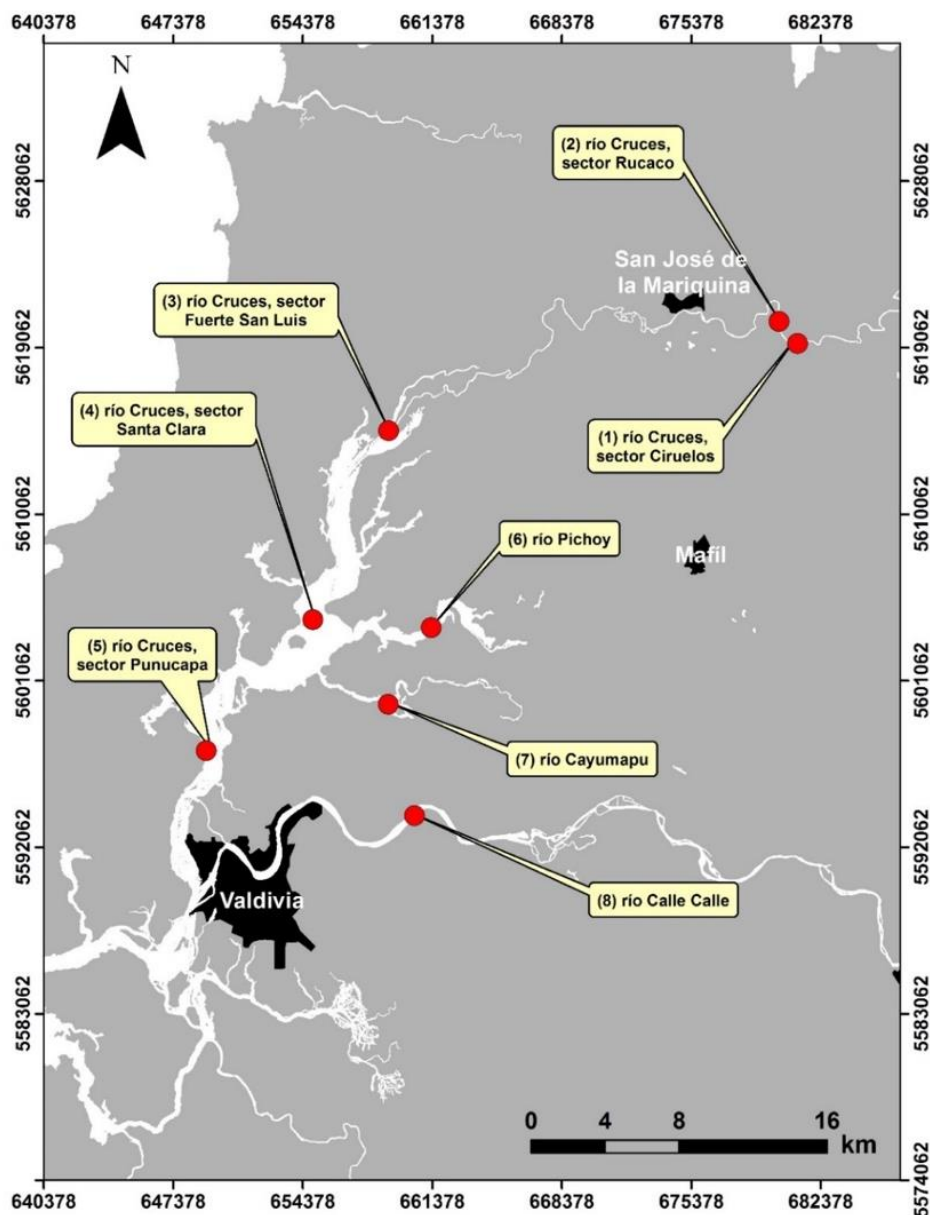 640378 647378 654378 661378 668378 675378 682378
N
(2) río Cruces,
sector Rucaco
5628062 5628062
San José de
la Mariquina
(3) río Cruces, sector
Fuerte San Luis
5619062 5619062
(4) río Cruces, sector
Santa Clara
(1) río Cruces,
sector Ciruelos
5610062 5610062
(6) río Pichoy
Mafíl
(5) río Cruces,
sector Punucapa
5601062 5601062
(7) río Cayumapu
5592062 5592062
(8) río Calle Calle
Valdivia
5583062 5583062
0 4 8 16
km
5574062
640378 647378 654378 661378 668378 675378 682378